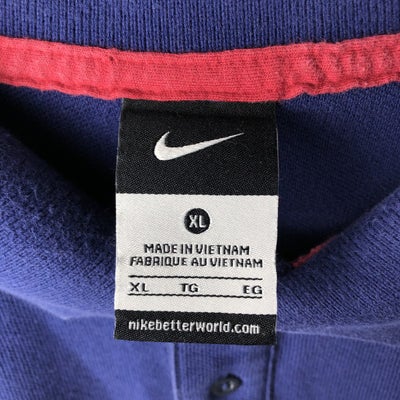 XL
MADE IN VIETNAM
FABRIQUE AU VIETNAM
XL TG EG
nikebetterworld.com